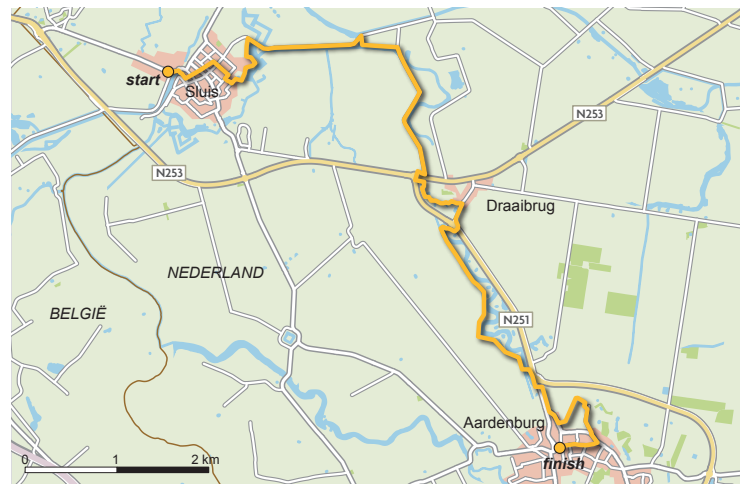 start
Sluis
N253
N253
Draaibrug
NEDERLAND
BELGIË
N251
Aardenburg
finish
0 1 2 km